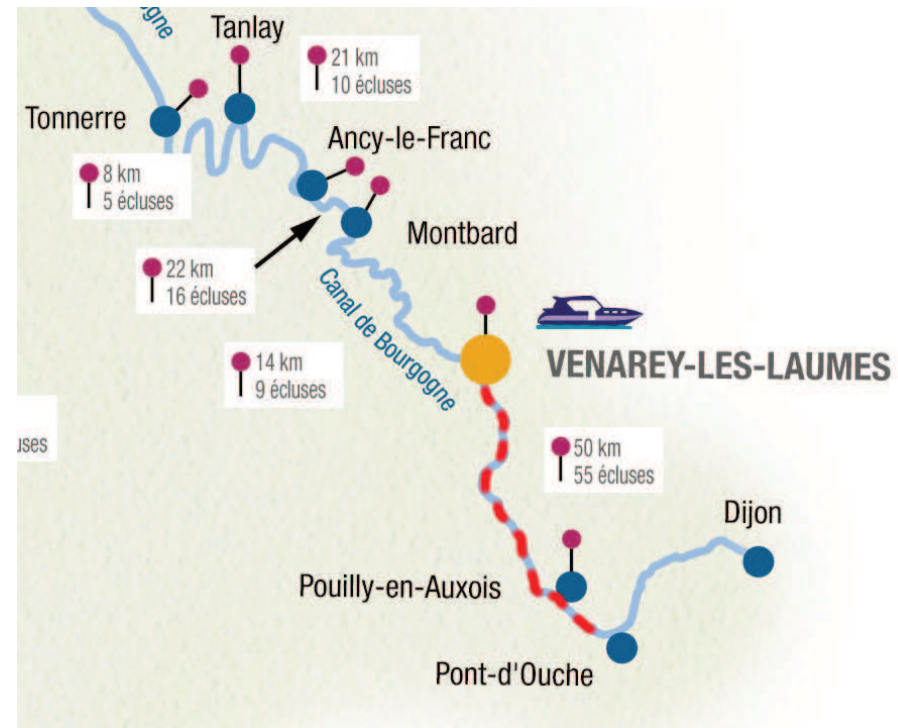 Tanlay
21 km
10 écluses
Tonnerre
Ancy-le-Franc
8 km
5 écluses
Montbard
22 km
16 écluses
Canal de Bourgogne
14 km
9 écluses
VENAREY-LES-LAUMES
50 km
55 écluses
Dijon
Pouilly-en-Auxois
Pont-d'Ouche